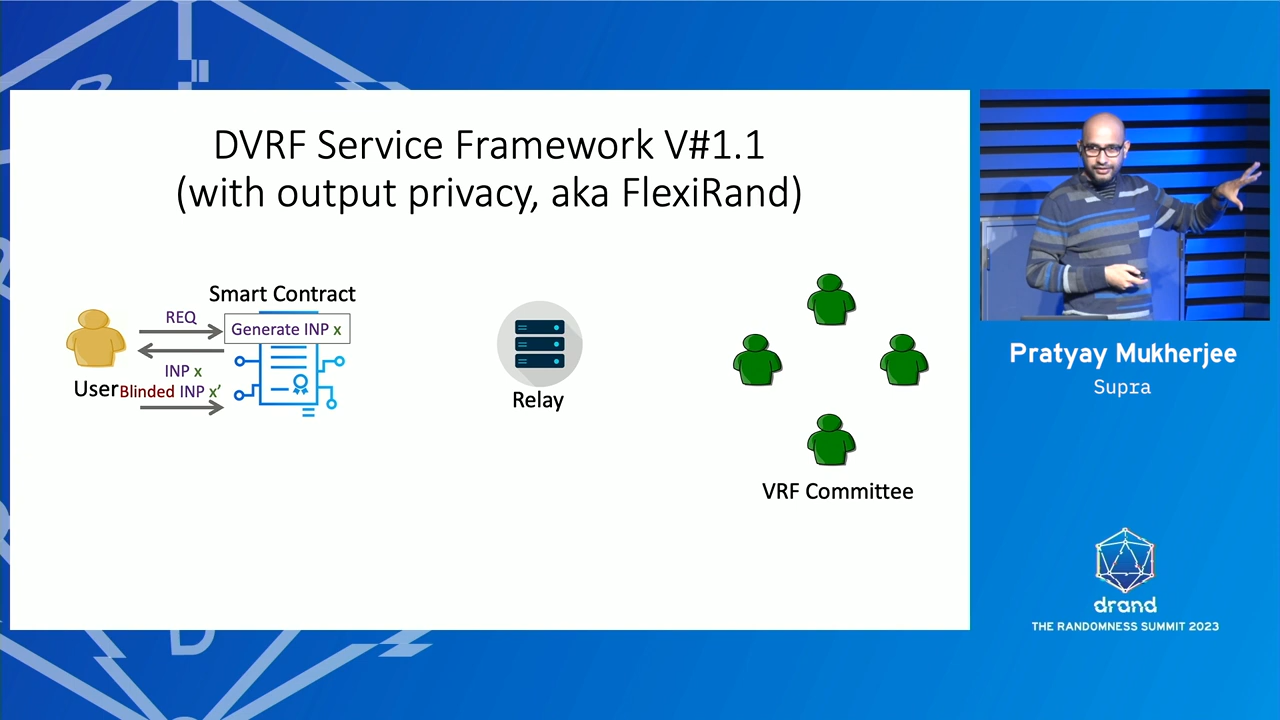 DVRF Service Framework V#1.1
(with output privacy, aka FlexiRand)
Smart Contract
REQ
Generate INP x
INP x
User
Blinded INP x'
Relay
VRF Committee
Pratyay Mukherjee
Supra
drand
THE RANDOMNESS SUMMIT 2023